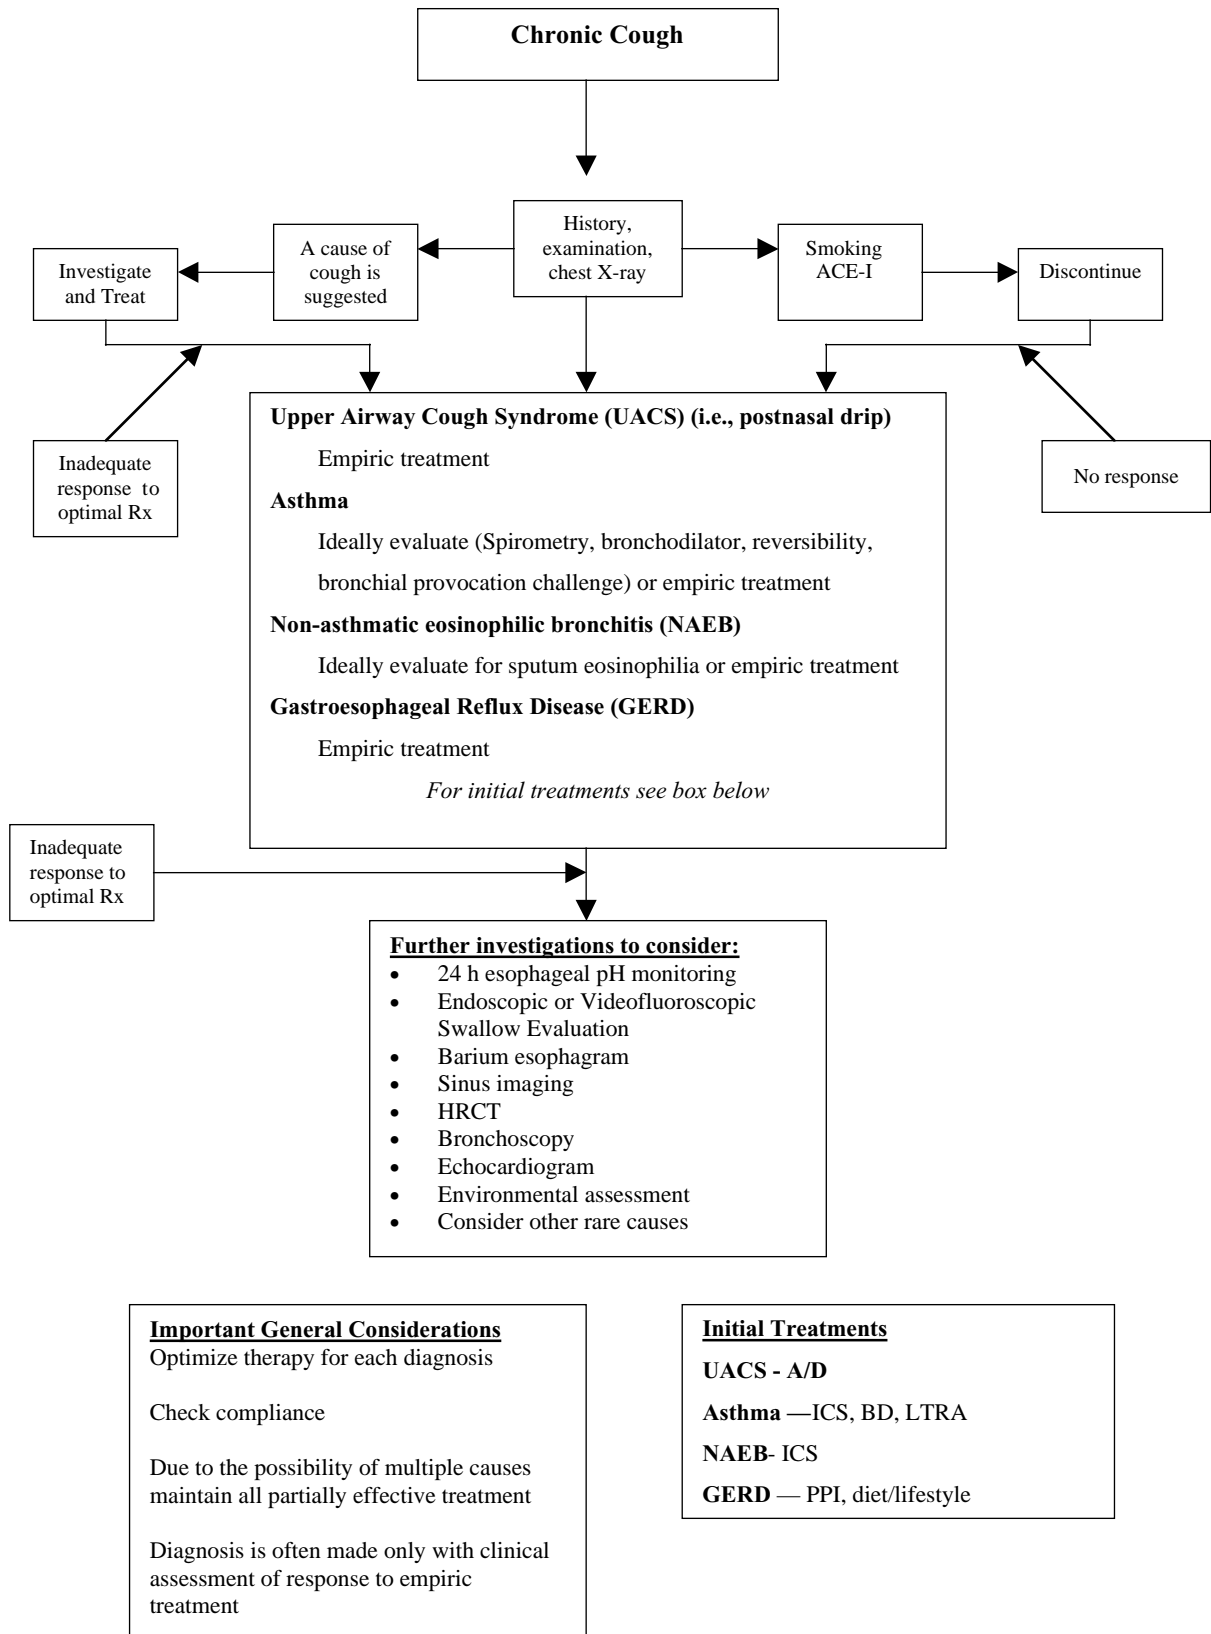 Chronic Cough
History,
examination,
chest X-ray
A cause of
cough is
suggested
Investigate
and Treat
Smoking
ACE-I
Discontinue
Inadequate
response to
optimal Rx
No response
Upper Airway Cough Syndrome (UACS) (i.e., postnasal drip)
Empiric treatment
Asthma
Ideally evaluate (Spirometry, bronchodilator, reversibility,
bronchial provocation challenge) or empiric treatment
Non-asthmatic eosinophilic bronchitis (NAEB)
Ideally evaluate for sputum eosinophilia or empiric treatment
Gastroesophageal Reflux Disease (GERD)
Empiric treatment
For initial treatments see box below
Inadequate
response to
optimal Rx
Further investigations to consider:
• 24 h esophageal pH monitoring
• Endoscopic or Videofluoroscopic
Swallow Evaluation
• Barium esophagram
• Sinus imaging
• HRCT
• Bronchoscopy
• Echocardiogram
• Environmental assessment
• Consider other rare causes
Important General Considerations
Optimize therapy for each diagnosis
Check compliance
Due to the possibility of multiple causes
maintain all partially effective treatment
Diagnosis is often made only with clinical
assessment of response to empiric
treatment
Initial Treatments
UACS - A/D
Asthma —ICS, BD, LTRA
NAEB- ICS
GERD — PPI, diet/lifestyle